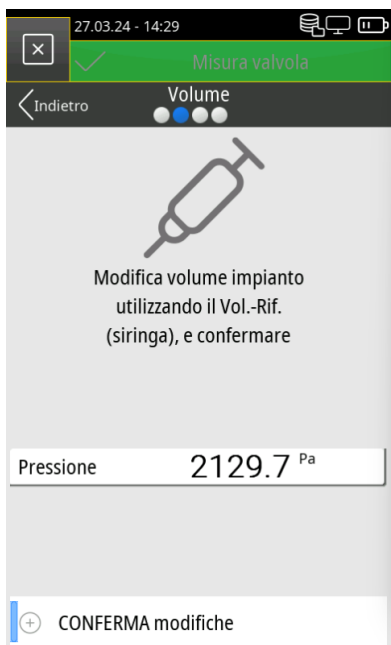 27.03.24 - 14:29
Misura valvola
Indietro
Volume
Modifica volume impianto
utilizzando il Vol.-Rif.
(siringa), e confermare
Pressione 2129.7 Pa
CONFERMA modifiche